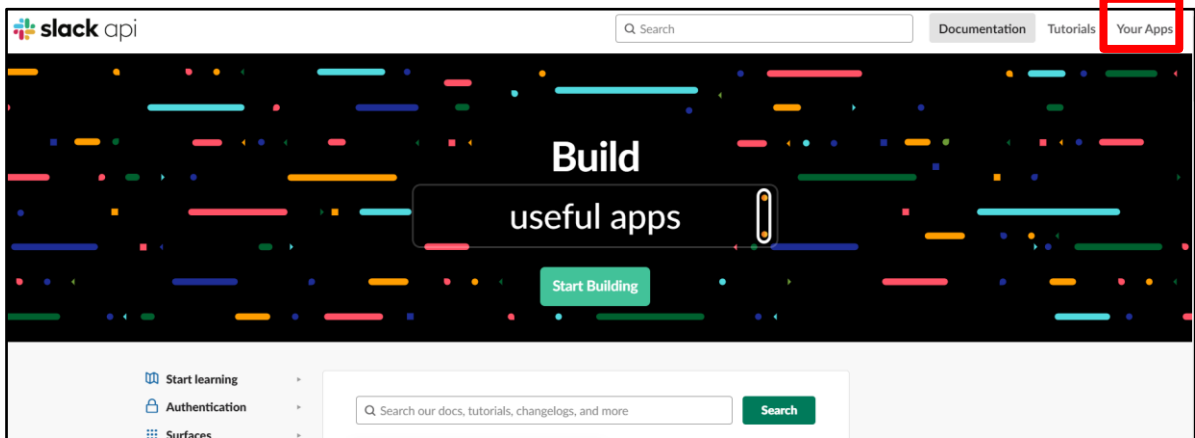 slack api
Search
Documentation
Tutorials
Your Apps
Build
useful apps
Start Building
Start learning
Authentication
Surfaces
Search our docs, tutorials, changelogs, and more
Search